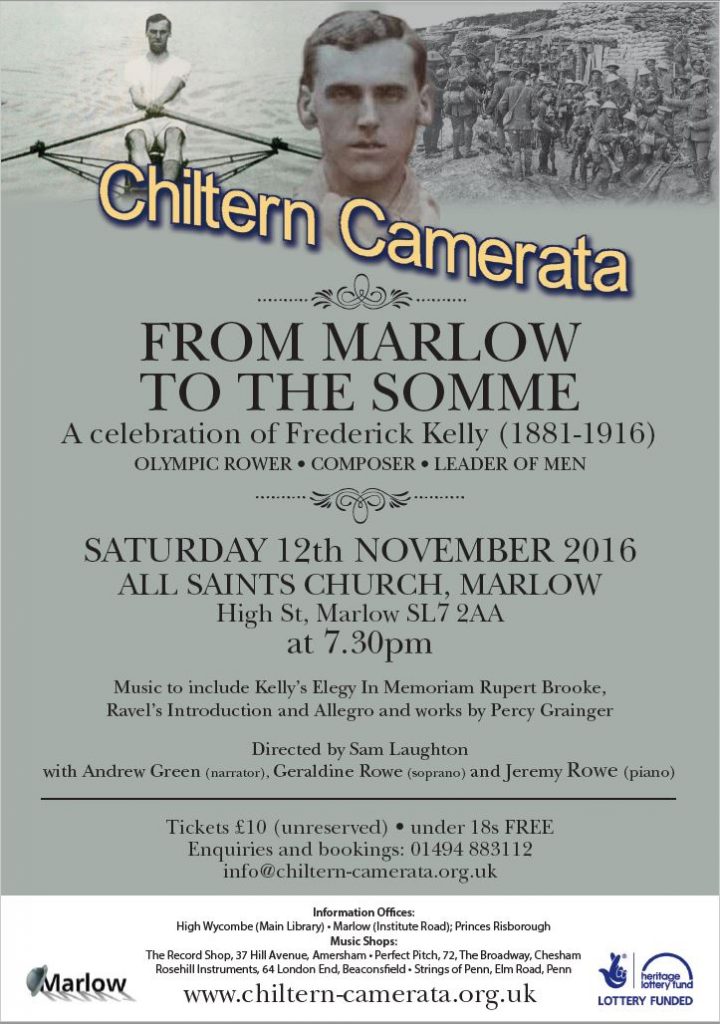 Chiltern Camerata
FROM MARLOW
TO THE SOMME
A celebration of Frederick Kelly (1881-1916)
OLYMPIC ROWER • COMPOSER • LEADER OF MEN
SATURDAY 12th NOVEMBER 2016
ALL SAINTS CHURCH, MARLOW
High St, Marlow SL7 2AA
at 7.30pm
Music to include Kelly's Elegy In Memoriam Rupert Brooke,
Ravel's Introduction and Allegro and works by Percy Grainger
Directed by Sam Laughton
with Andrew Green (narrator), Geraldine Rowe (soprano) and Jeremy Rowe (piano)
Tickets £10 (unreserved) • under 18s FREE
Enquiries and bookings: 01494 883112
info@chiltern-camerata.org.uk
Information Offices:
High Wycombe (Main Library) • Marlow (Institute Road); Princes Risborough
Music Shops:
The Record Shop, 37 Hill Avenue, Amersham • Perfect Pitch, 72, The Broadway, Chesham
Rosehill Instruments, 64 London End, Beaconsfield • Strings of Penn, Elm Road, Penn
www.chiltern-camerata.org.uk
Marlow
heritage
lottery fund
LOTTERY FUNDED